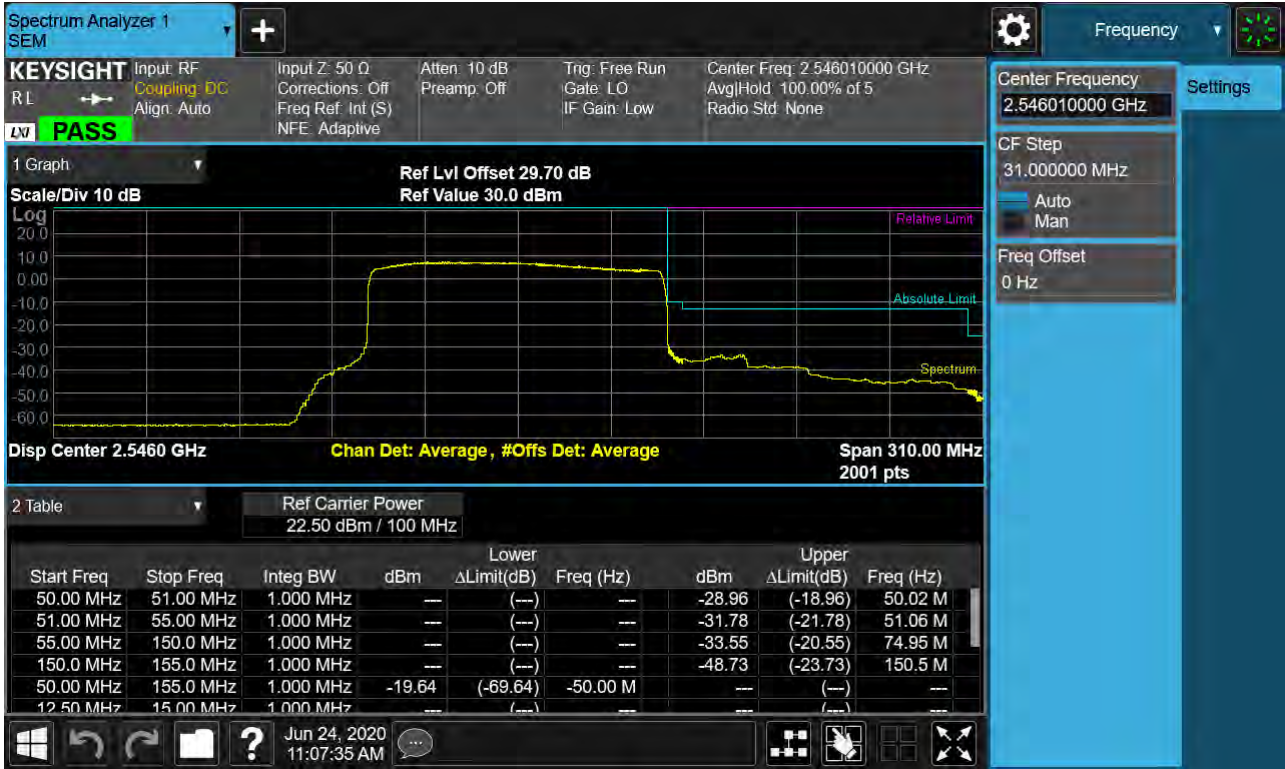 Spectrum Analyzer 1
SEM
Frequency
KEYSIGHT
RL
LXI
PASS
Input: RF
Coupling: DC
Align: Auto
Input Z: 50 Ω
Corrections: Off
Freq Ref: Int (S)
NFE: Adaptive
Atten: 10 dB
Preamp: Off
Trig: Free Run
Gate: LO
IF Gain: Low
Center Freq: 2.546010000 GHz
Avg|Hold: 100.00% of 5
Radio Std: None
Center Frequency
2.546010000 GHz
Settings
CF Step
31.000000 MHz
Auto
Man
Freq Offset
0 Hz
1 Graph
Scale/Div 10 dB
Ref Lvl Offset 29.70 dB
Ref Value 30.0 dBm
Log
20.0
10.0
0.00
-10.0
-20.0
-30.0
-40.0
-50.0
-60.0
Relative Limit
Absolute Limit
Spectrum
Disp Center 2.5460 GHz
Chan Det: Average, #Offs Det: Average
Span 310.00 MHz
2001 pts
2 Table
Ref Carrier Power
22.50 dBm / 100 MHz
Lower Upper
Start Freq Stop Freq Integ BW dBm ΔLimit(dB) Freq (Hz) dBm ΔLimit(dB) Freq (Hz)
50.00 MHz 51.00 MHz 1.000 MHz --- (---) --- -28.96 (-18.96) 50.02 M
51.00 MHz 55.00 MHz 1.000 MHz --- (---) --- -31.78 (-21.78) 51.06 M
55.00 MHz 150.0 MHz 1.000 MHz --- (---) --- -33.55 (-20.55) 74.95 M
150.0 MHz 155.0 MHz 1.000 MHz --- (---) --- -48.73 (-23.73) 150.5 M
50.00 MHz 155.0 MHz 1.000 MHz -19.64 (-69.64) -50.00 M --- (---) ---
12.50 MHz 15.00 MHz 1.000 MHz --- (---) --- --- (---) ---
?
Jun 24, 2020
11:07:35 AM